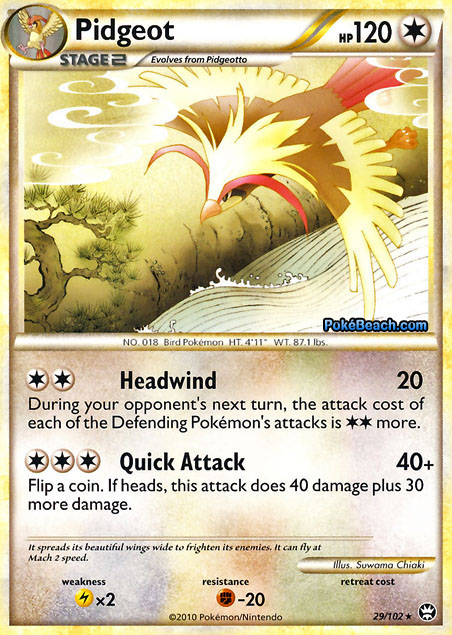 Pidgeot HP120
STAGE2 Evolves from Pidgeotto
PokéBeach.com
NO. 018 Bird Pokémon HT. 4'11" WT. 87.1 lbs.
Headwind 20
During your opponent's next turn, the attack cost of
each of the Defending Pokémon's attacks is ✶✶ more.
Quick Attack 40+
Flip a coin. If heads, this attack does 40 damage plus 30
more damage.
It spreads its beautiful wings wide to frighten its enemies. It can fly at
Mach 2 speed.
Illus. Suwama Chiaki
weakness resistance retreat cost
×2 -20
©2010 Pokémon/Nintendo 29/102 ★